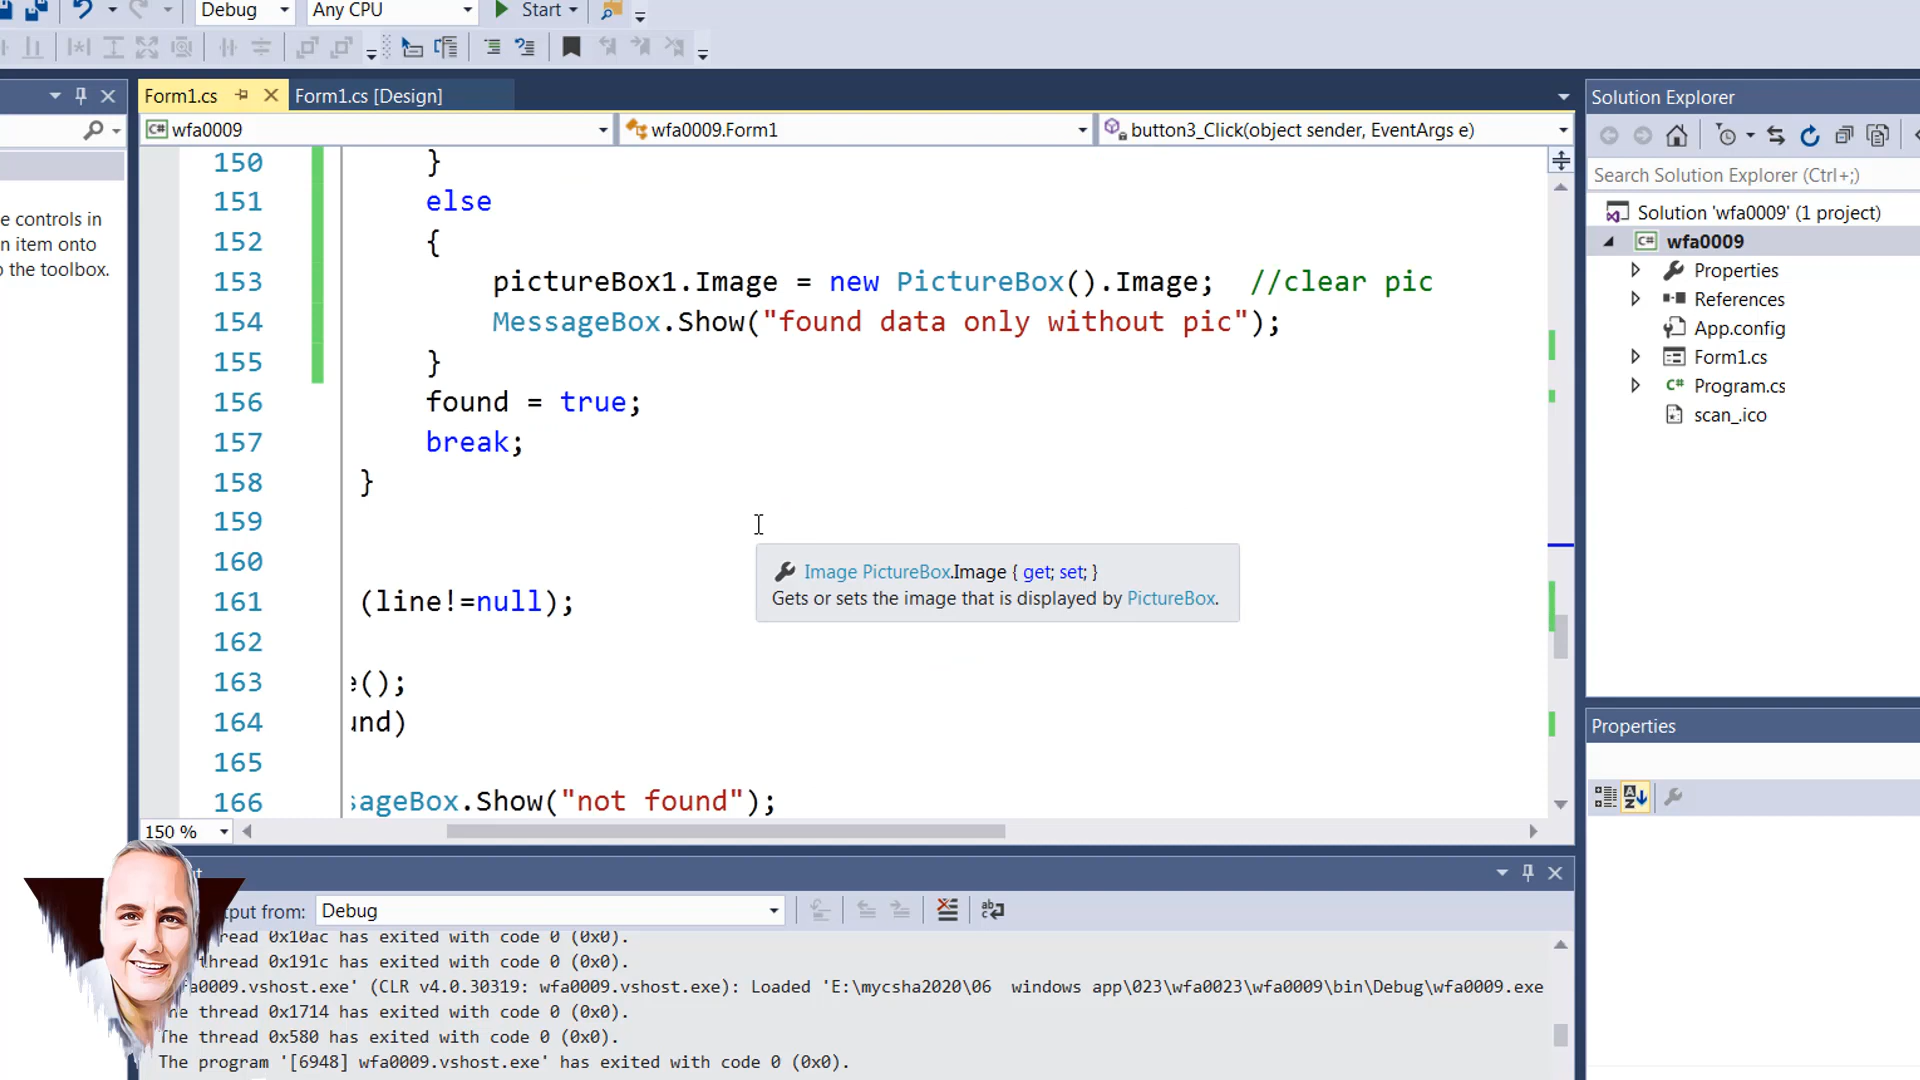 Debug Any CPU Start
Form1.cs Form1.cs [Design]
wfa0009 wfa0009.Form1 button3_Click(object sender, EventArgs e)
e controls in
n item onto
o the toolbox.
150 }
151 else
152 {
153 pictureBox1.Image = new PictureBox().Image; //clear pic
154 MessageBox.Show("found data only without pic");
155 }
156 found = true;
157 break;
158 }
159
160
161 (line!=null);
162
163 e();
164 und)
165
166 sageBox.Show("not found");
Image PictureBox.Image { get; set; }
Gets or sets the image that is displayed by PictureBox.
150 %
Solution Explorer
Search Solution Explorer (Ctrl+;)
Solution 'wfa0009' (1 project)
wfa0009
Properties
References
App.config
Form1.cs
Program.cs
scan_.ico
Properties
t
put from: Debug
read 0x10ac has exited with code 0 (0x0).
read 0x191c has exited with code 0 (0x0).
fa0009.vshost.exe' (CLR v4.0.30319: wfa0009.vshost.exe): Loaded 'E:\mycsha2020\06 windows app\023\wfa0023\wfa0009\bin\Debug\wfa0009.exe
he thread 0x1714 has exited with code 0 (0x0).
The thread 0x580 has exited with code 0 (0x0).
The program '[6948] wfa0009.vshost.exe' has exited with code 0 (0x0).